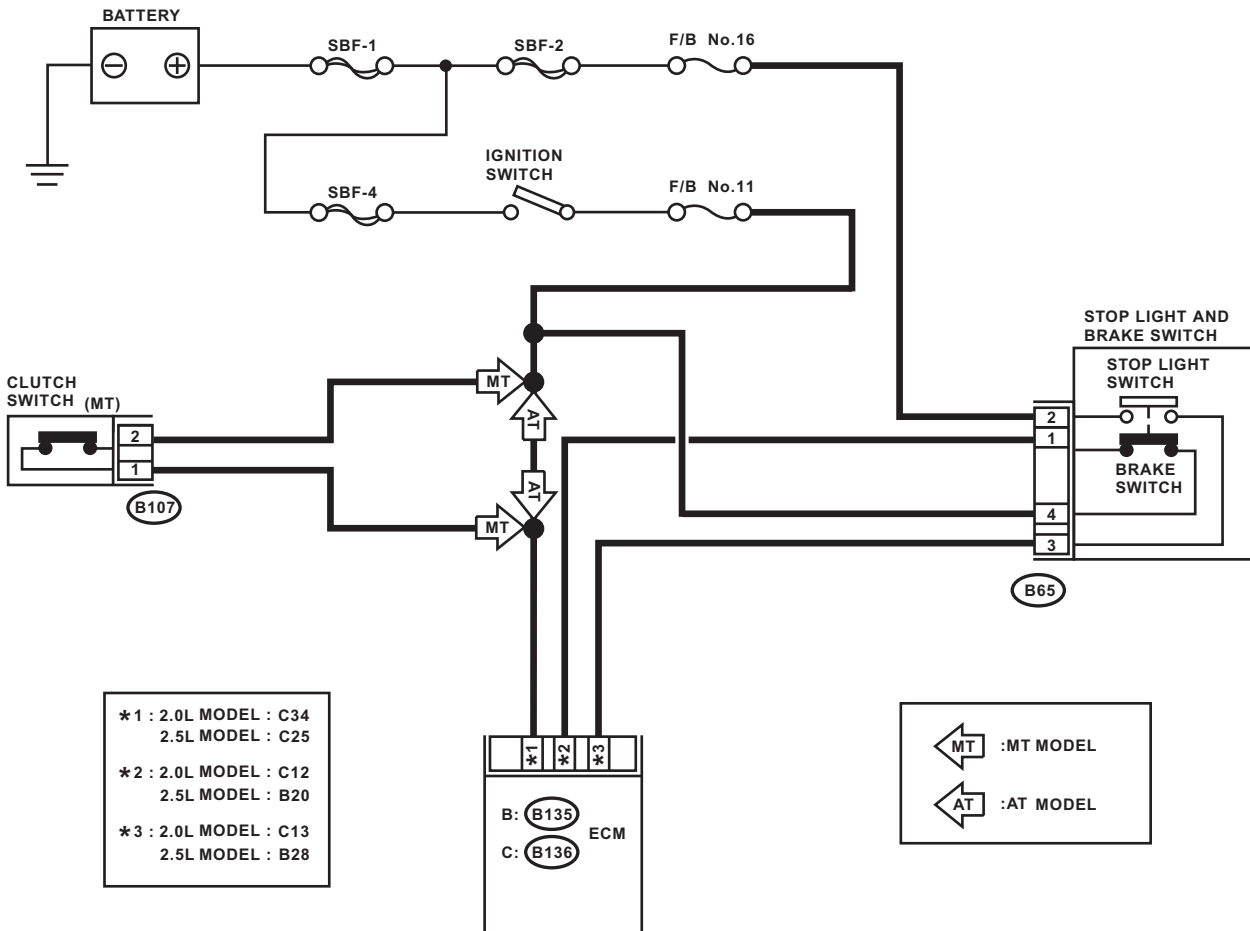 BATTERY
SBF-1
SBF-2
F/B No.16
IGNITION
SWITCH
SBF-4
F/B No.11
STOP LIGHT AND
BRAKE SWITCH
STOP LIGHT
SWITCH
BRAKE
SWITCH
2
1
4
3
B65
CLUTCH
SWITCH (MT)
2
1
B107
MT
AT
AT
MT
*1 : 2.0L MODEL : C34
2.5L MODEL : C25
*2 : 2.0L MODEL : C12
2.5L MODEL : B20
*3 : 2.0L MODEL : C13
2.5L MODEL : B28
*1 *2 *3
B: B135
C: B136
ECM
MT :MT MODEL
AT :AT MODEL